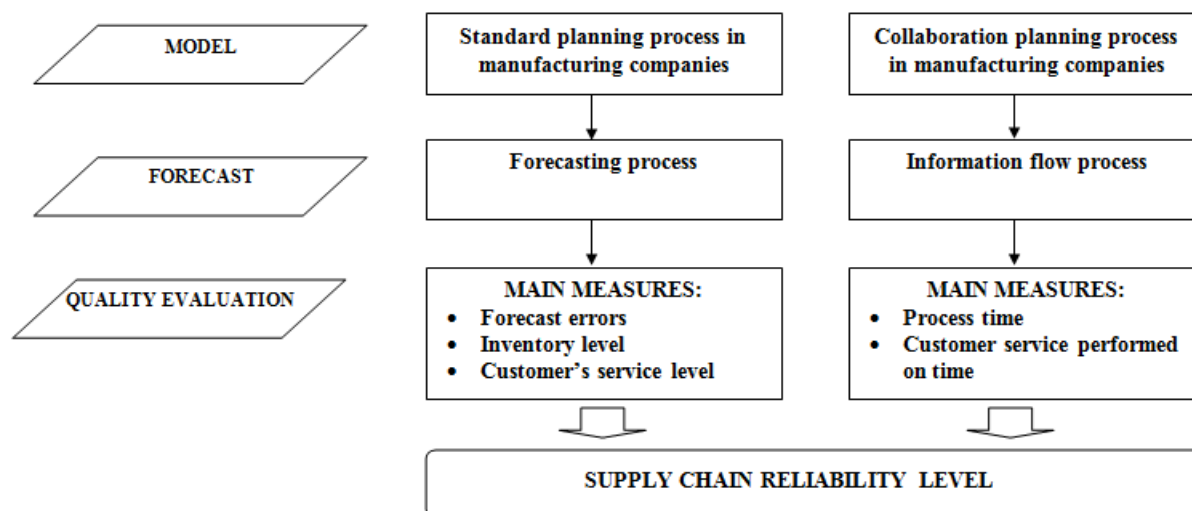 MODEL
Standard planning process in
manufacturing companies
Collaboration planning process
in manufacturing companies
FORECAST
Forecasting process
Information flow process
QUALITY EVALUATION
MAIN MEASURES:
• Forecast errors
• Inventory level
• Customer’s service level
MAIN MEASURES:
• Process time
• Customer service performed
on time
SUPPLY CHAIN RELIABILITY LEVEL